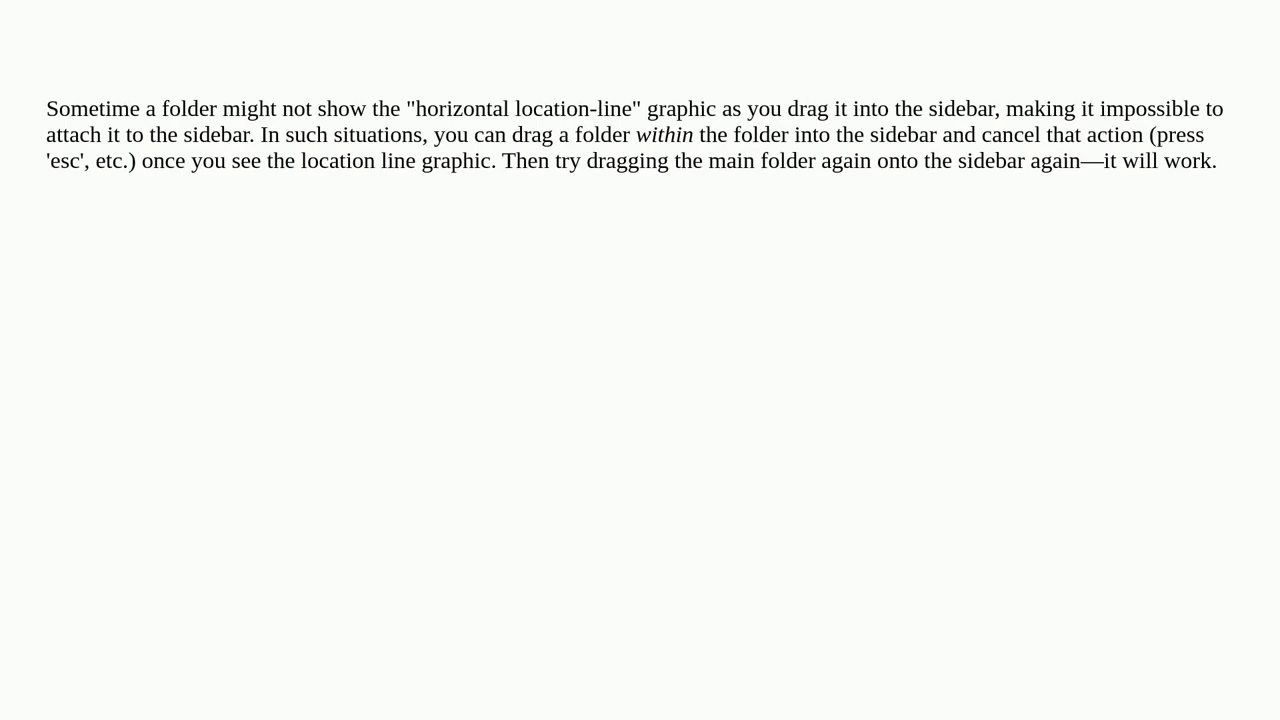 Sometime a folder might not show the "horizontal location-line" graphic as you drag it into the sidebar, making it impossible to
attach it to the sidebar. In such situations, you can drag a folder within the folder into the sidebar and cancel that action (press
'esc', etc.) once you see the location line graphic. Then try dragging the main folder again onto the sidebar again—it will work.